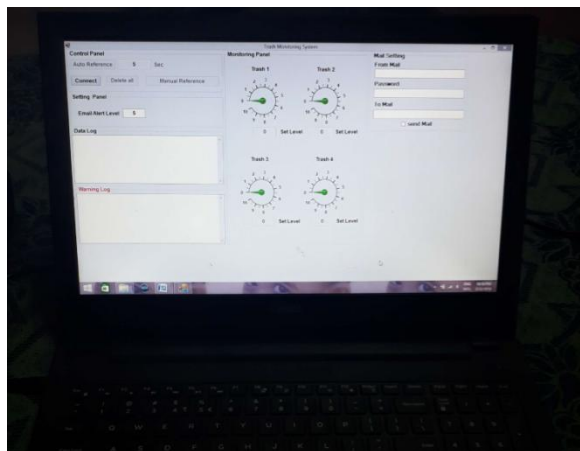 Trash Monitoring System
Control Panel
Auto Reference 5 Sec
Connect Delete all Manual Reference
Setting Panel
Email Alert Level 5
Data Log
Warning Log
Monitoring Panel
Trash 1 Trash 2
0 Set Level 0 Set Level
Trash 3 Trash 4
0 Set Level 0 Set Level
Mail Setting
From Mail
Password
To Mail
send Mail